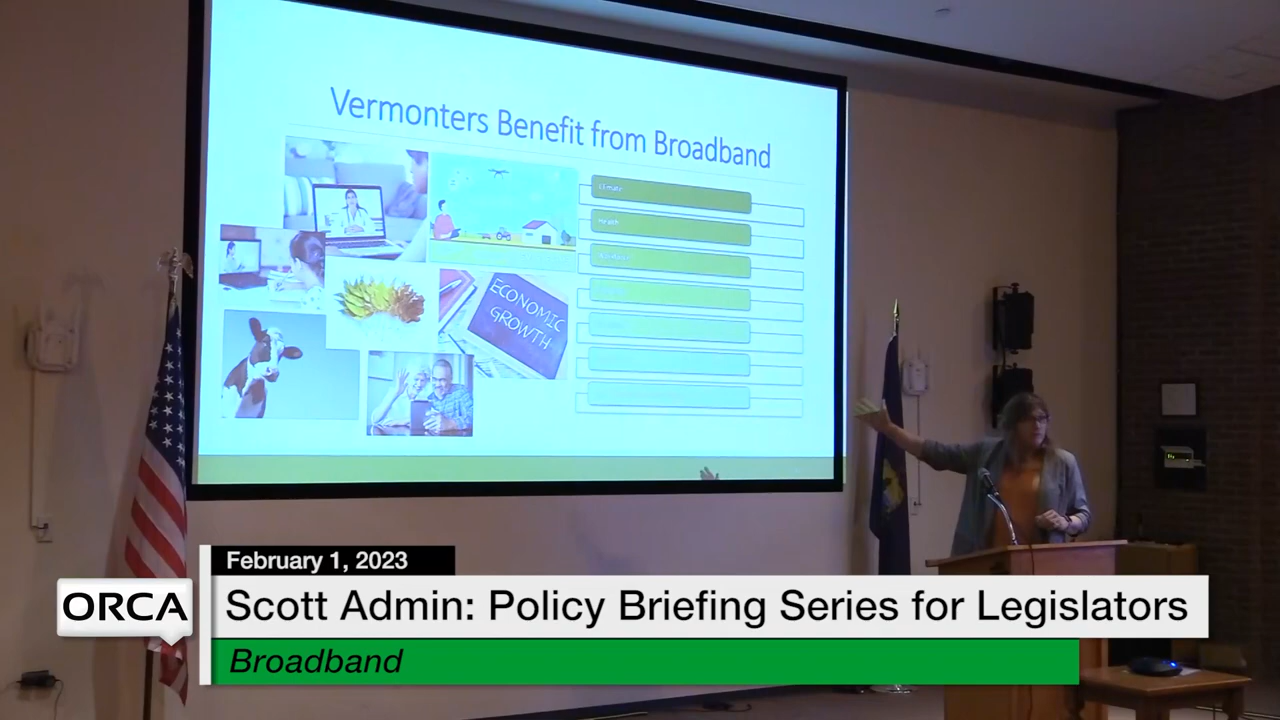 Vermonters Benefit from Broadband
Climate
Health
ECONOMIC
GROWTH
February 1, 2023
ORCA
Scott Admin: Policy Briefing Series for Legislators
Broadband